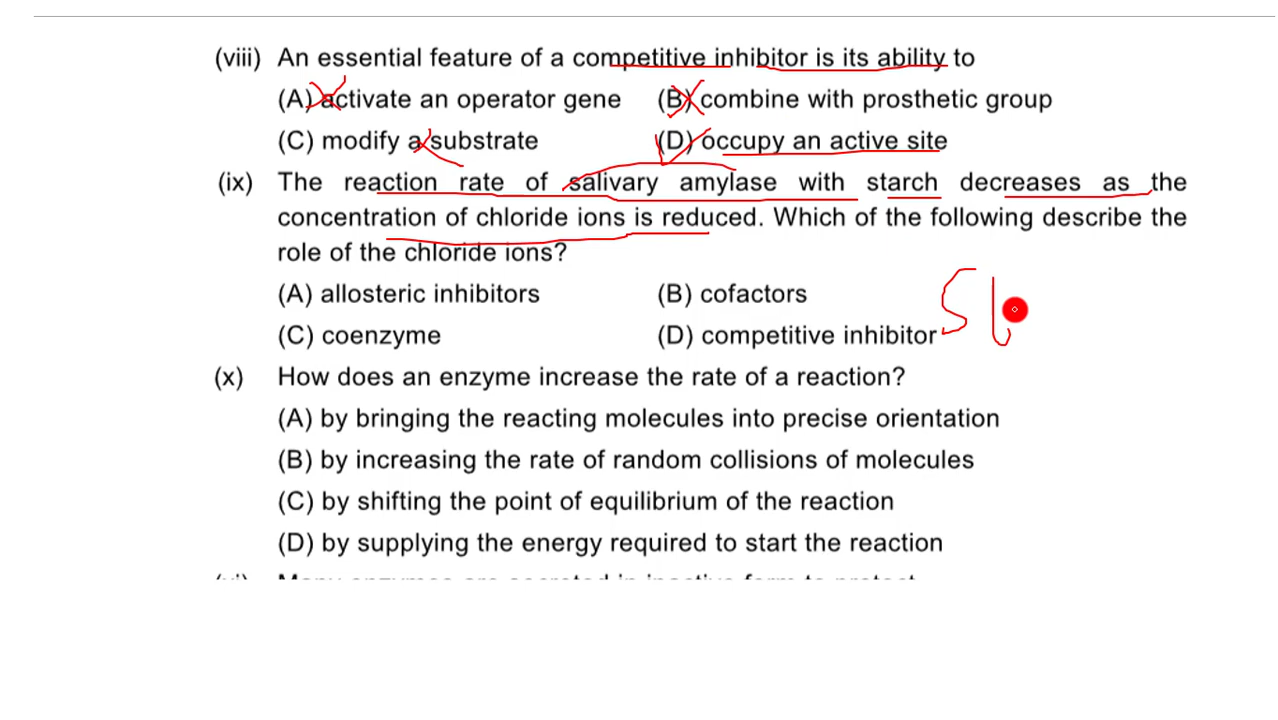 (viii) An essential feature of a competitive inhibitor is its ability to
(A) activate an operator gene (B) combine with prosthetic group
(C) modify a substrate (D) occupy an active site
(ix) The reaction rate of salivary amylase with starch decreases as the
concentration of chloride ions is reduced. Which of the following describe the
role of the chloride ions?
(A) allosteric inhibitors (B) cofactors
(C) coenzyme (D) competitive inhibitor
(x) How does an enzyme increase the rate of a reaction?
(A) by bringing the reacting molecules into precise orientation
(B) by increasing the rate of random collisions of molecules
(C) by shifting the point of equilibrium of the reaction
(D) by supplying the energy required to start the reaction